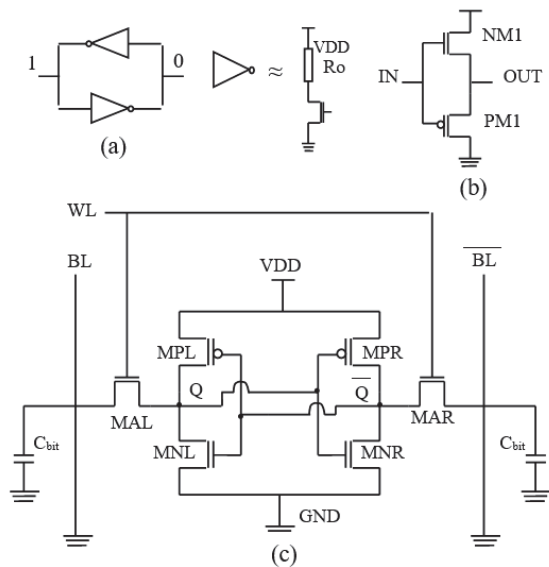 1
0
VDD
Ro
≈
(a)
NM1
IN
OUT
PM1
(b)
WL
BL
BL
VDD
MPL
MPR
Q
Q
MAL
MAR
Cbit
MNL
MNR
Cbit
GND
(c)